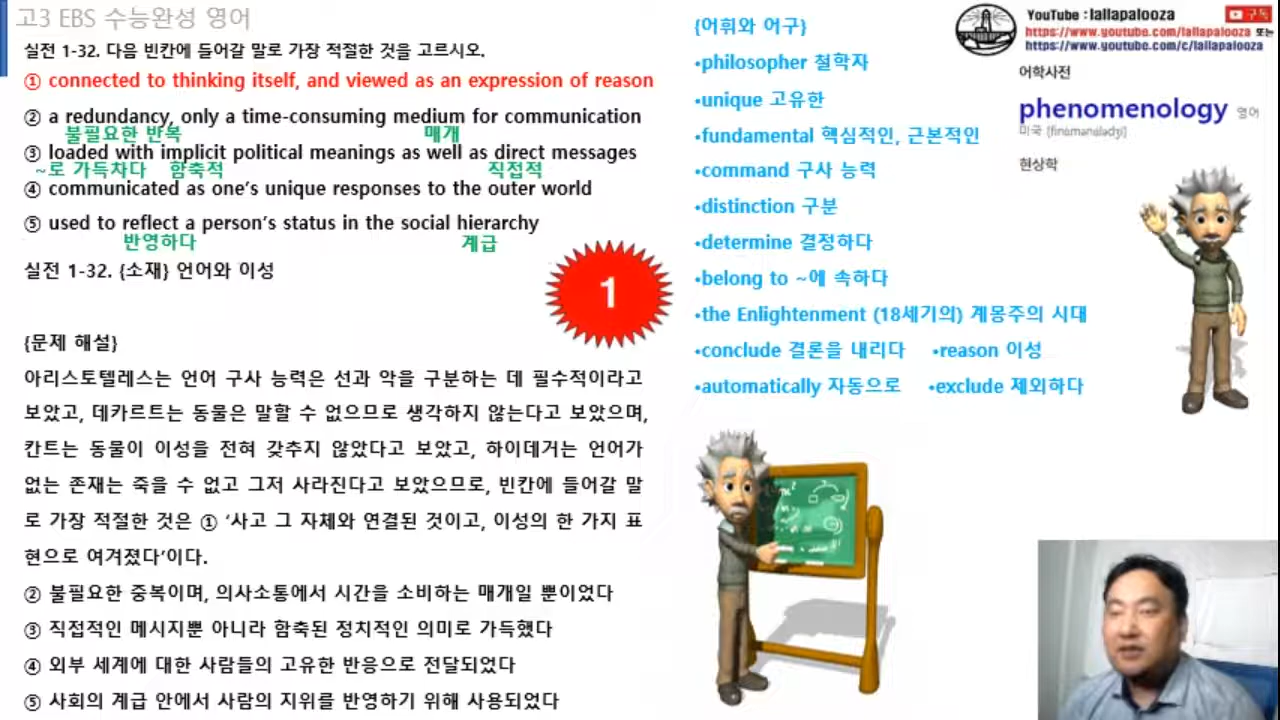 고3 EBS 수능완성 영어
실전 1-32. 다음 빈칸에 들어갈 말로 가장 적절한 것을 고르시오.
① connected to thinking itself, and viewed as an expression of reason
② a redundancy, only a time-consuming medium for communication
불필요한 반복 매개
③ loaded with implicit political meanings as well as direct messages
~로 가득차다 함축적 직접적
④ communicated as one's unique responses to the outer world
⑤ used to reflect a person's status in the social hierarchy
반영하다 계급
실전 1-32. {소재} 언어와 이성
1
{문제 해설}
아리스토텔레스는 언어 구사 능력은 선과 악을 구분하는 데 필수적이라고
보았고, 데카르트는 동물은 말할 수 없으므로 생각하지 않는다고 보았으며,
칸트는 동물이 이성을 전혀 갖추지 않았다고 보았고, 하이데거는 언어가
없는 존재는 죽을 수 없고 그저 사라진다고 보았으므로, 빈칸에 들어갈 말
로 가장 적절한 것은 ① ‘사고 그 자체와 연결된 것이고, 이성의 한 가지 표
현으로 여겨졌다’이다.
② 불필요한 중복이며, 의사소통에서 시간을 소비하는 매개일 뿐이었다
③ 직접적인 메시지뿐 아니라 함축된 정치적인 의미로 가득했다
④ 외부 세계에 대한 사람들의 고유한 반응으로 전달되었다
⑤ 사회의 계급 안에서 사람의 지위를 반영하기 위해 사용되었다
{어휘와 어구}
•philosopher 철학자
•unique 고유한
•fundamental 핵심적인, 근본적인
•command 구사 능력
•distinction 구분
•determine 결정하다
•belong to ~에 속하다
•the Enlightenment (18세기의) 계몽주의 시대
•conclude 결론을 내리다 •reason 이성
•automatically 자동으로 •exclude 제외하다
YouTube : lallapalooza 구독
https://www.youtube.com/lallapalooza 또는
https://www.youtube.com/c/lallapalooza
어학사전
phenomenology 영어
미국 [finɑ̀mənɑ́lədʒi]
현상학